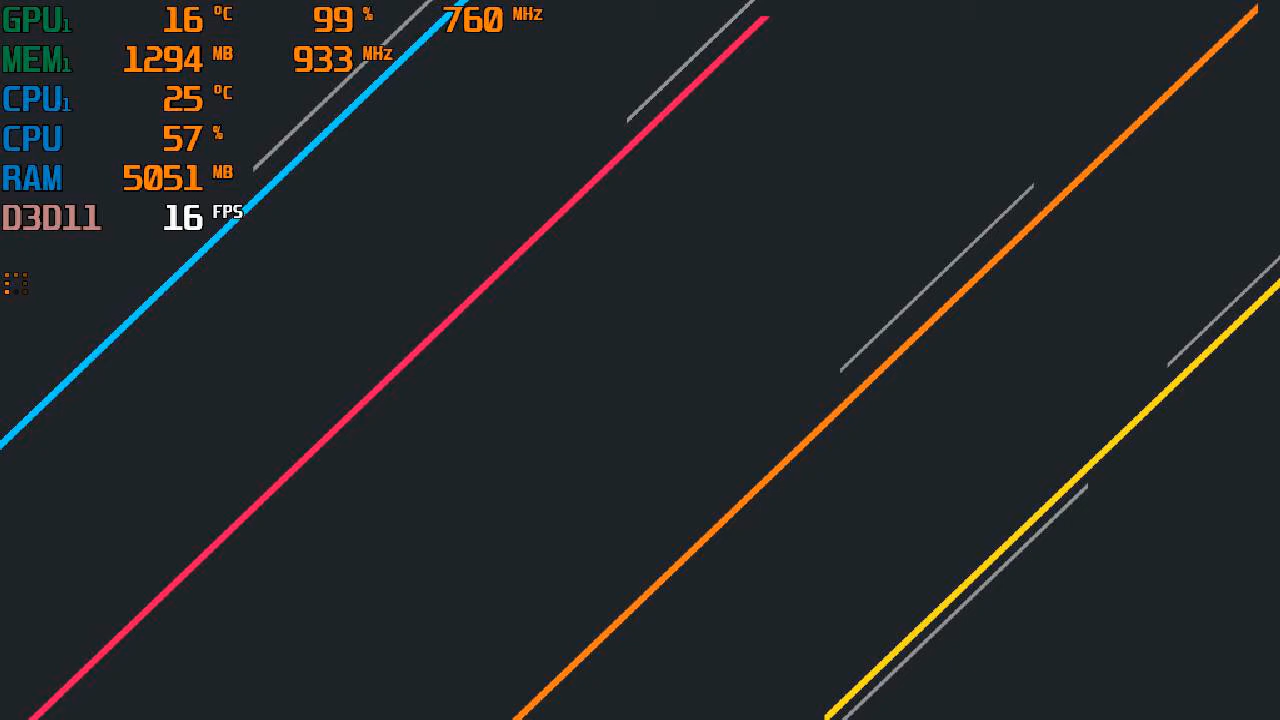 GPU1 16 °C 99 % 760 MHz
MEM1 1294 MB 933 MHz
CPU1 25 °C
CPU 57 %
RAM 5051 MB
D3D11 16 FPS